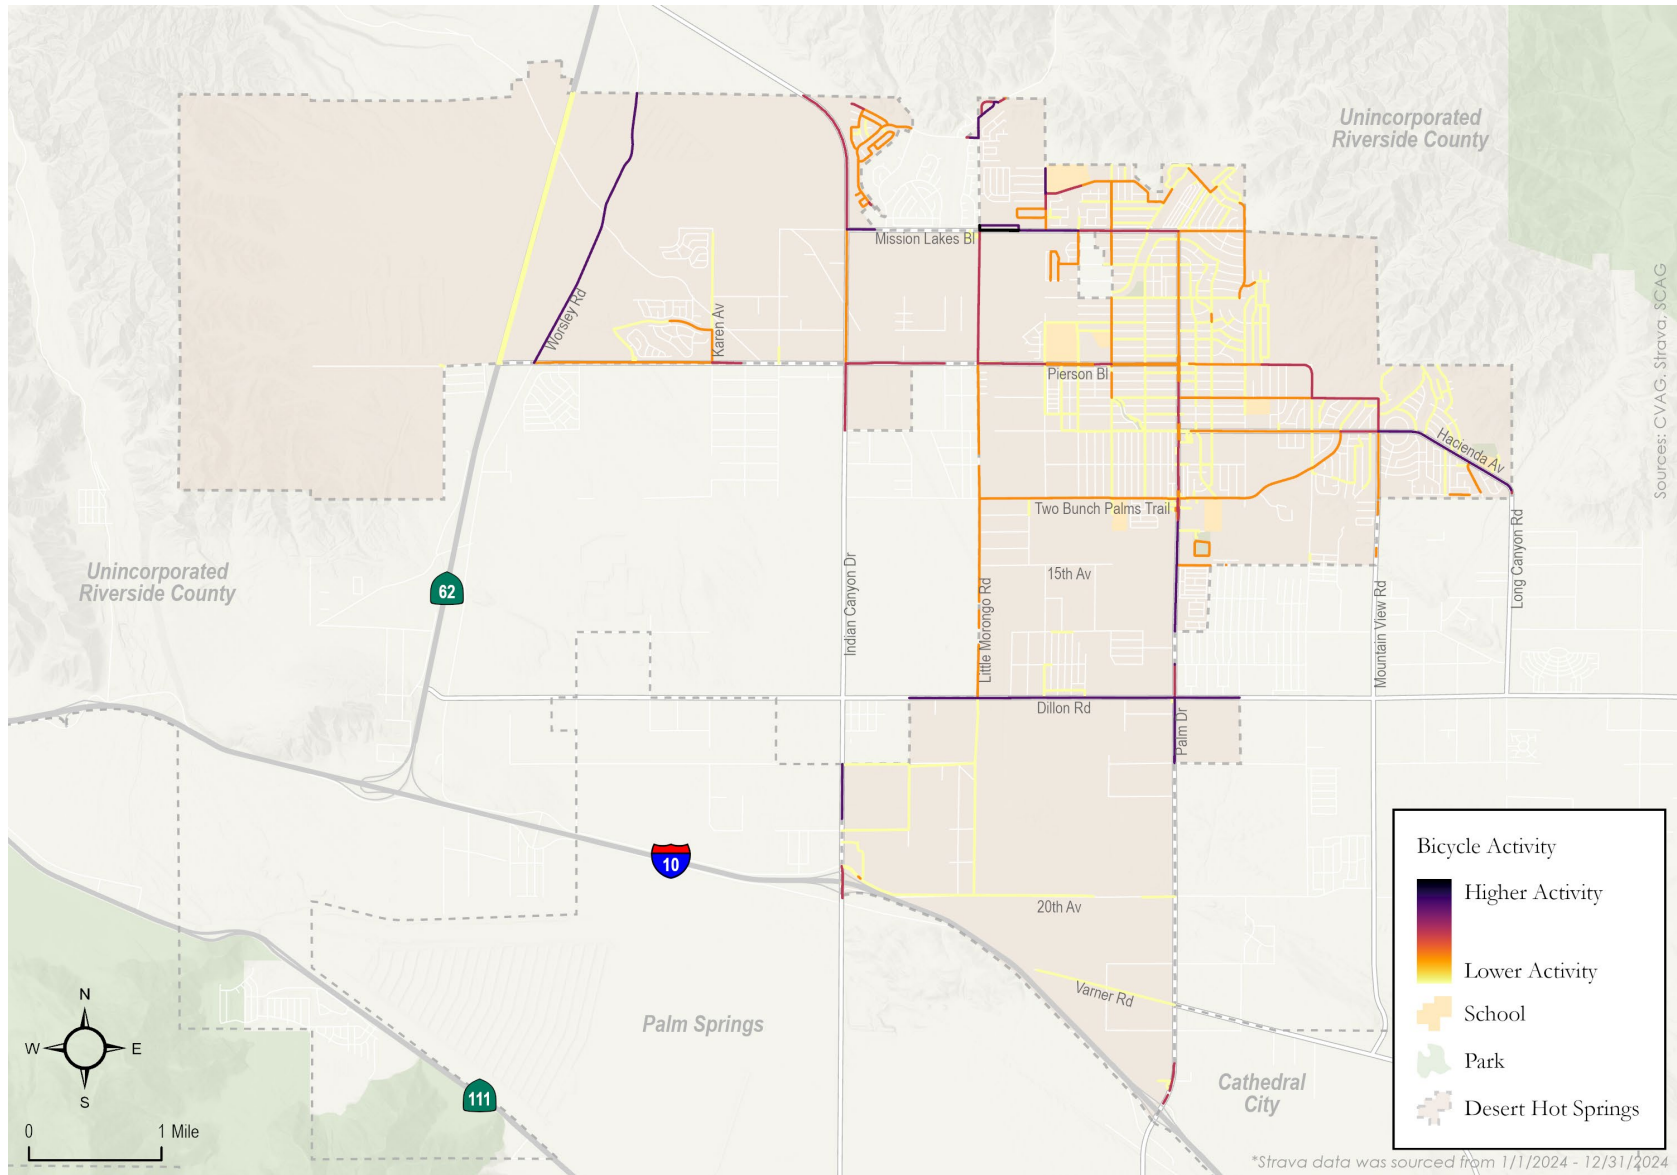 Unincorporated
Riverside County
Mission Lakes Bl
Worsley Rd
Karen Av
Pierson Bl
Hacienda Av
Two Bunch Palms Trail
Sources: CVAG, Strava, SCAG
Unincorporated
Riverside County
62
15th Av
Indian Canyon Dr
Little Morongo Rd
Mountain View Rd
Long Canyon Rd
Dillon Rd
Palm Dr
10
20th Av
Varner Rd
Palm Springs
Cathedral
City
111
N
W
E
S
0
1 Mile
Bicycle Activity
Higher Activity
Lower Activity
School
Park
Desert Hot Springs
*Strava data was sourced from 1/1/2024 - 12/31/2024